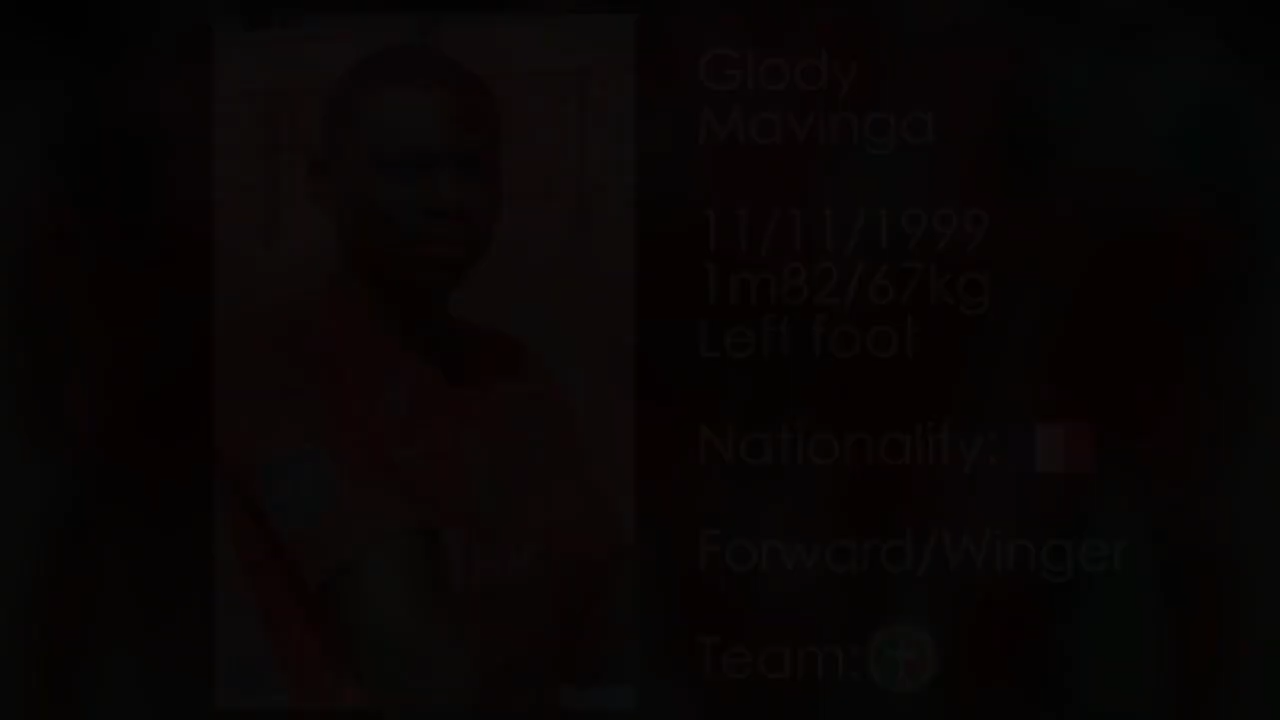 Glody
Mavinga
11/11/1999
1m82/67kg
Left foot
Nationality:
Forward/Winger
Team: